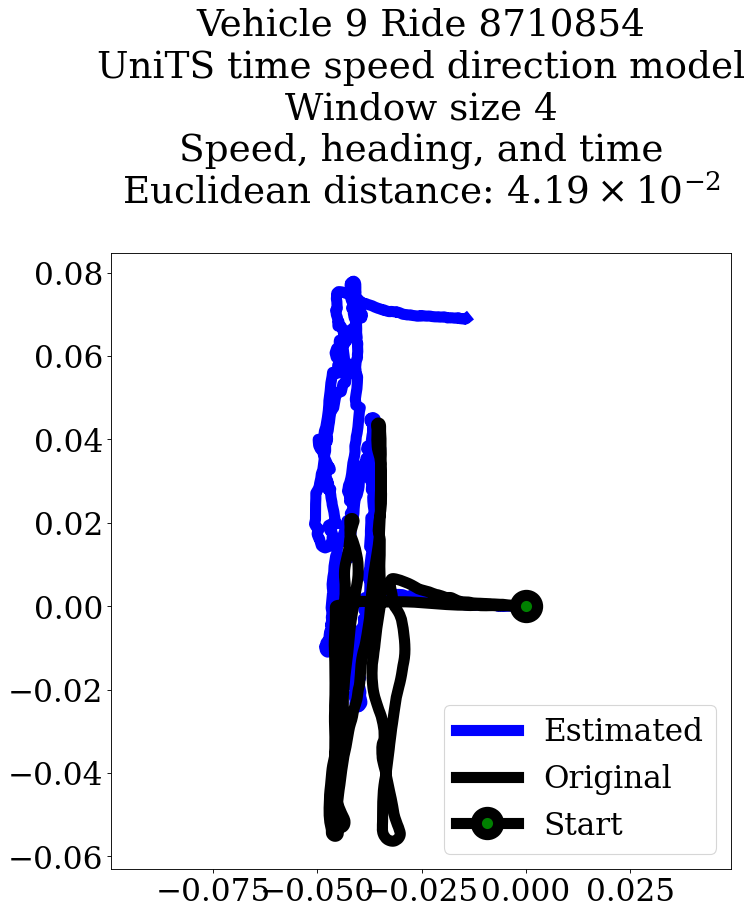 Vehicle 9 Ride 8710854
UniTS time speed direction model
Window size 4
Speed, heading, and time
Euclidean distance: 4.19 × 10⁻²
0.08
0.06
0.04
0.02
0.00
−0.02
−0.04
−0.06
Estimated
Original
Start
−0.075 −0.050 −0.025 0.000 0.025